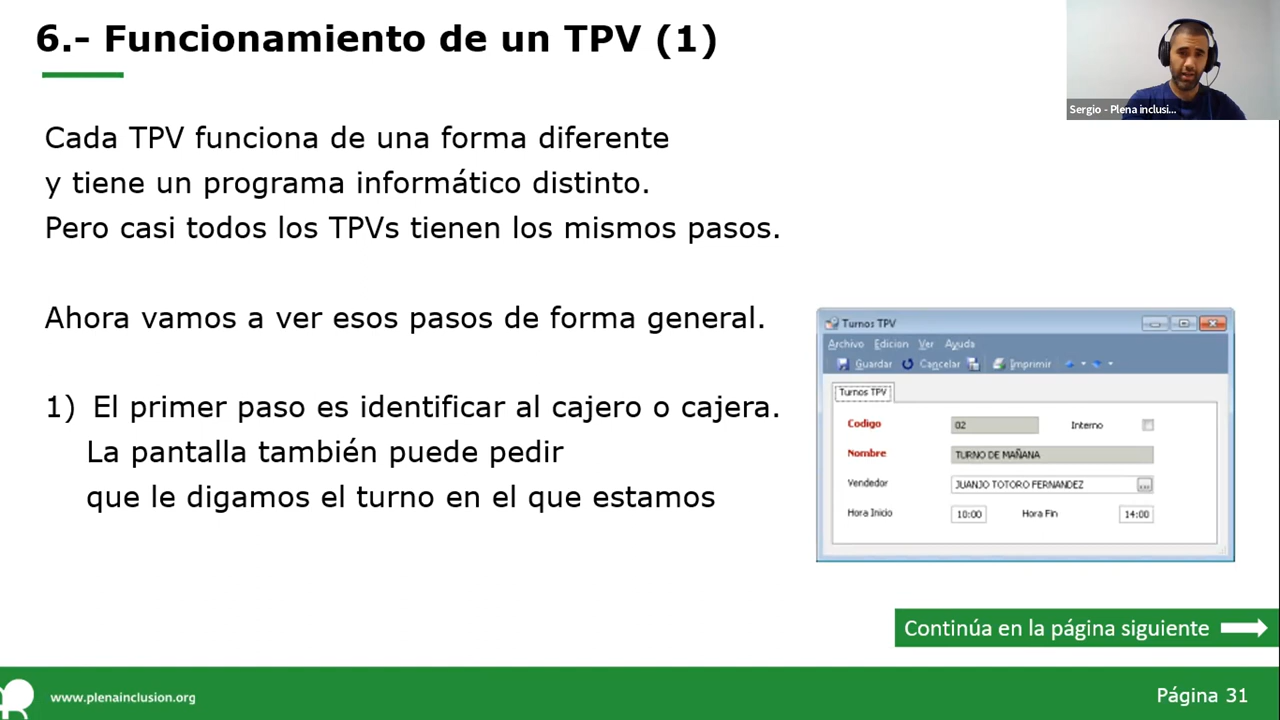 6.- Funcionamiento de un TPV (1)
Sergio - Plena inclusi...
Cada TPV funciona de una forma diferente
y tiene un programa informático distinto.
Pero casi todos los TPVs tienen los mismos pasos.
Ahora vamos a ver esos pasos de forma general.
1) El primer paso es identificar al cajero o cajera.
La pantalla también puede pedir
que le digamos el turno en el que estamos
Turnos TPV
Archivo Edicion Ver Ayuda
Guardar Cancelar Imprimir
Turnos TPV
Codigo 02 Interno
Nombre TURNO DE MAÑANA
Vendedor JUANJO TOTORO FERNANDEZ ...
Hora Inicio 10:00 Hora Fin 14:00
Continúa en la página siguiente
www.plenainclusion.org
Página 31